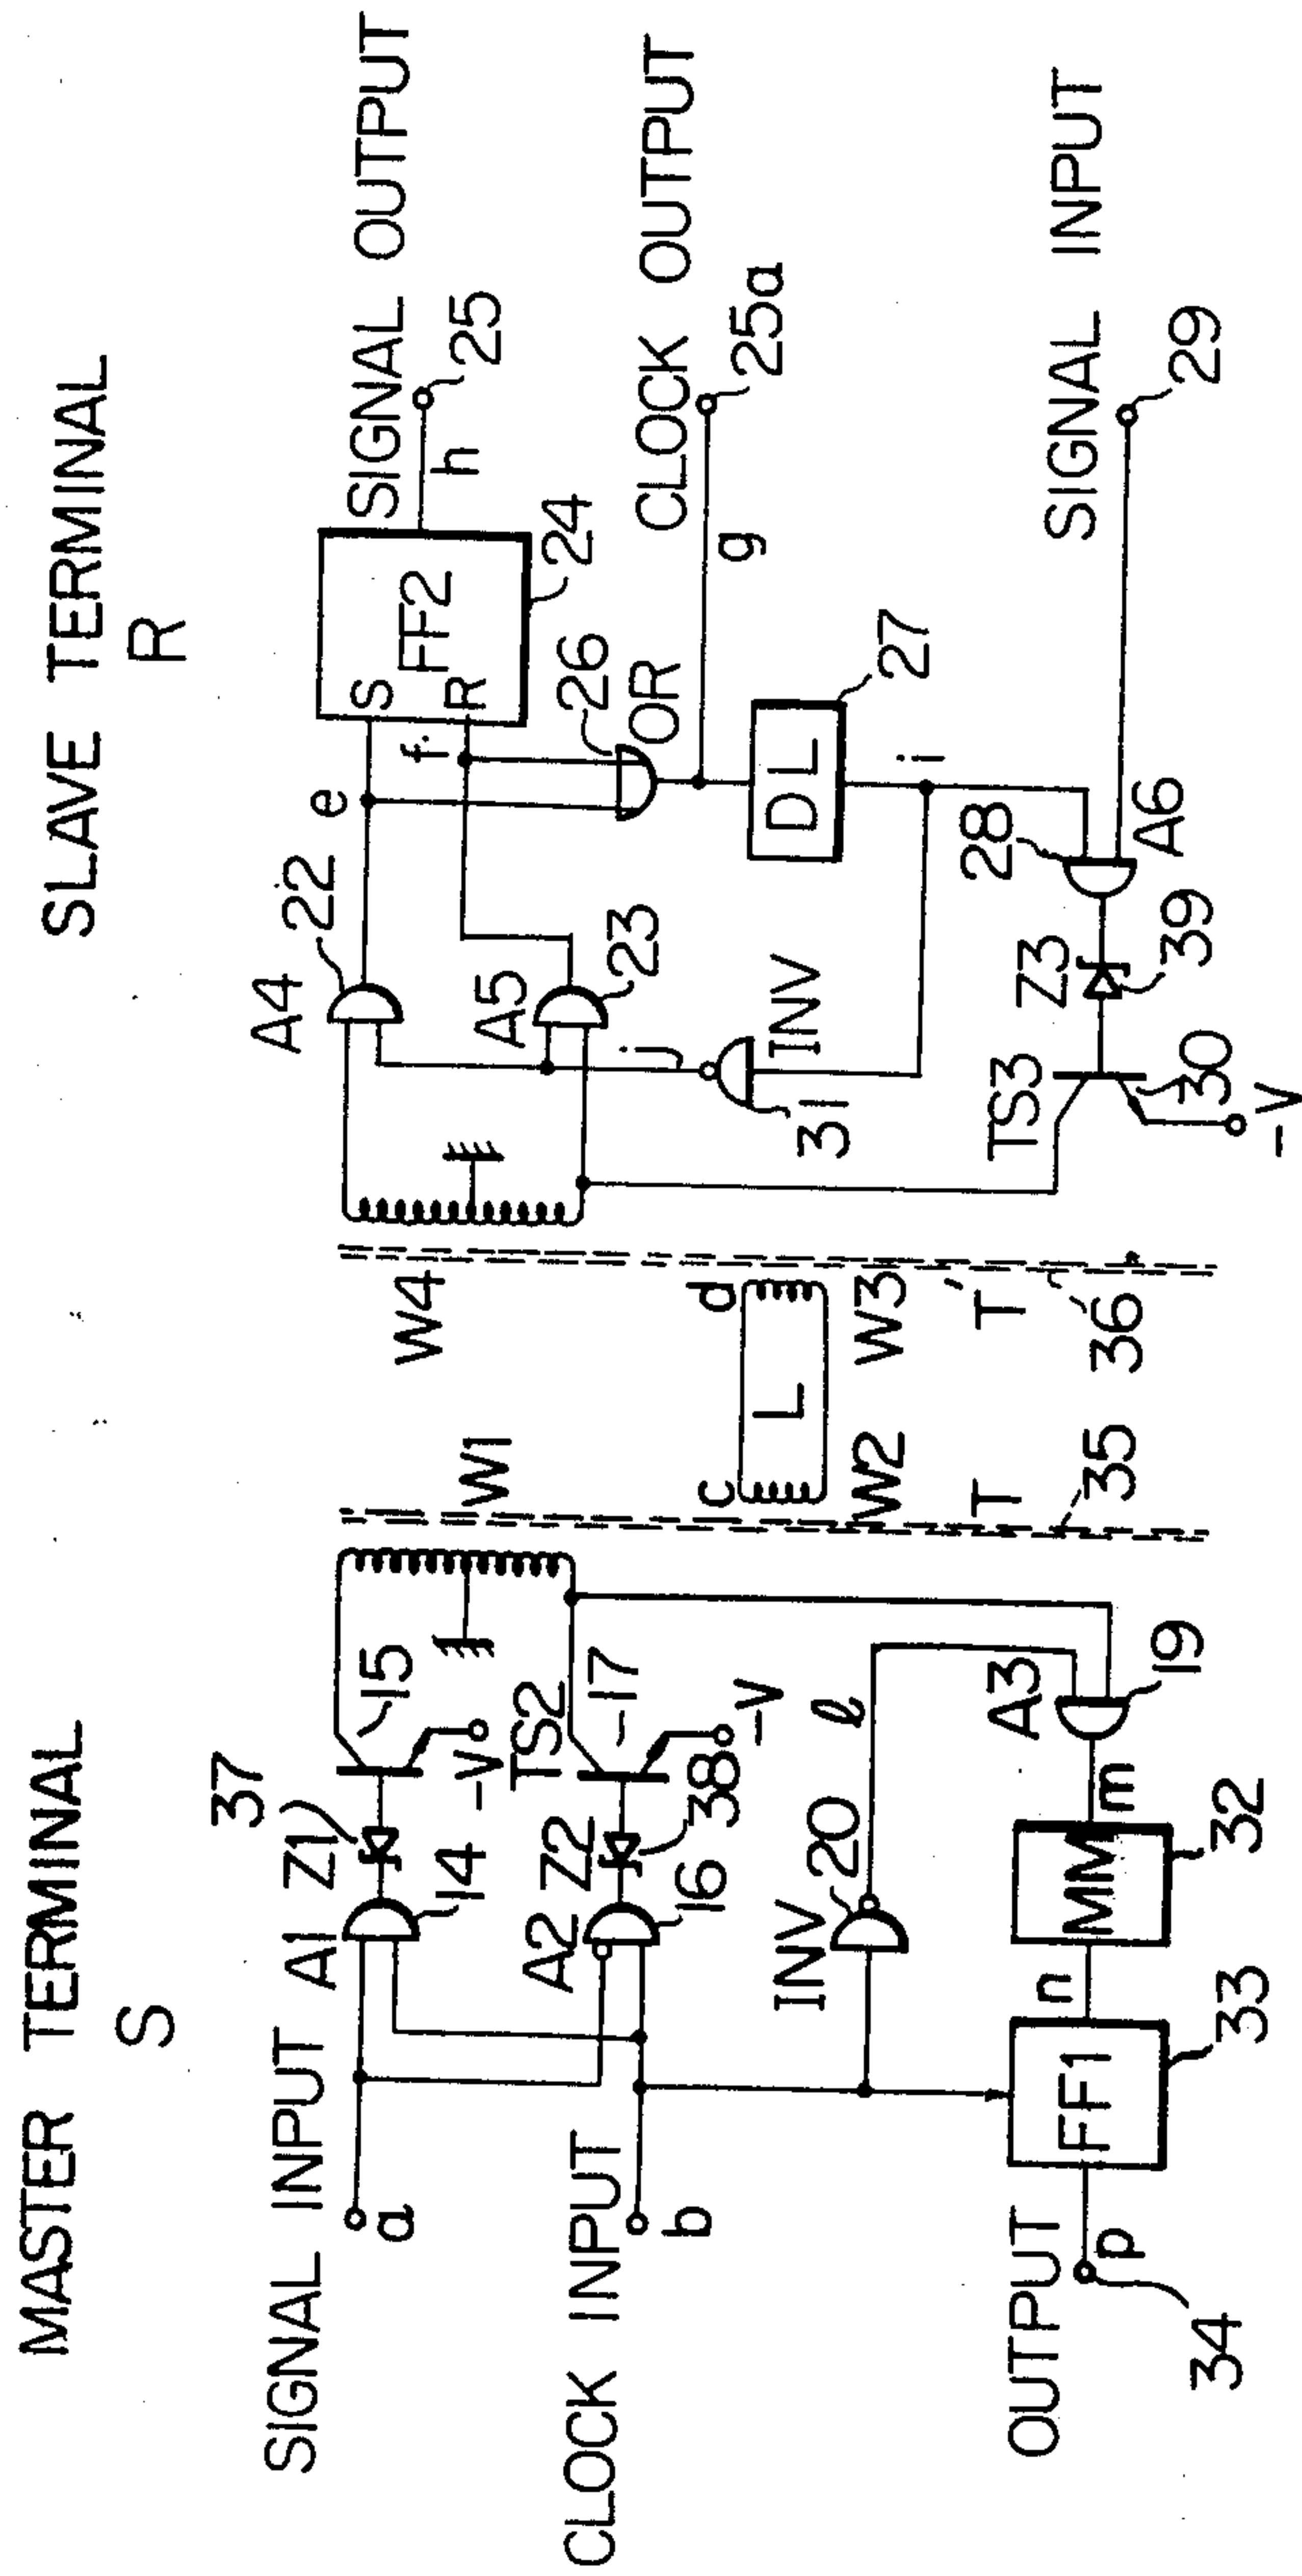 MASTER TERMINAL
S
SLAVE TERMINAL
R
SIGNAL INPUT
a
A1
14
Z1
37
15
-V
W1
W4
A4
22
e
S
R
FF2
24
h
25
SIGNAL OUTPUT
CLOCK INPUT
b
A2
16
Z2
38
TS2
17
-V
c
L
d
W2
W3
T
T'
35
36
A5
23
f
26
OR
g
25a
CLOCK OUTPUT
INV
20
ℓ
INV
31
j
DL
27
i
OUTPUT
34
p
FF1
33
n
MM
32
m
A3
19
TS3
30
-V
Z3
39
28
A6
29
SIGNAL INPUT